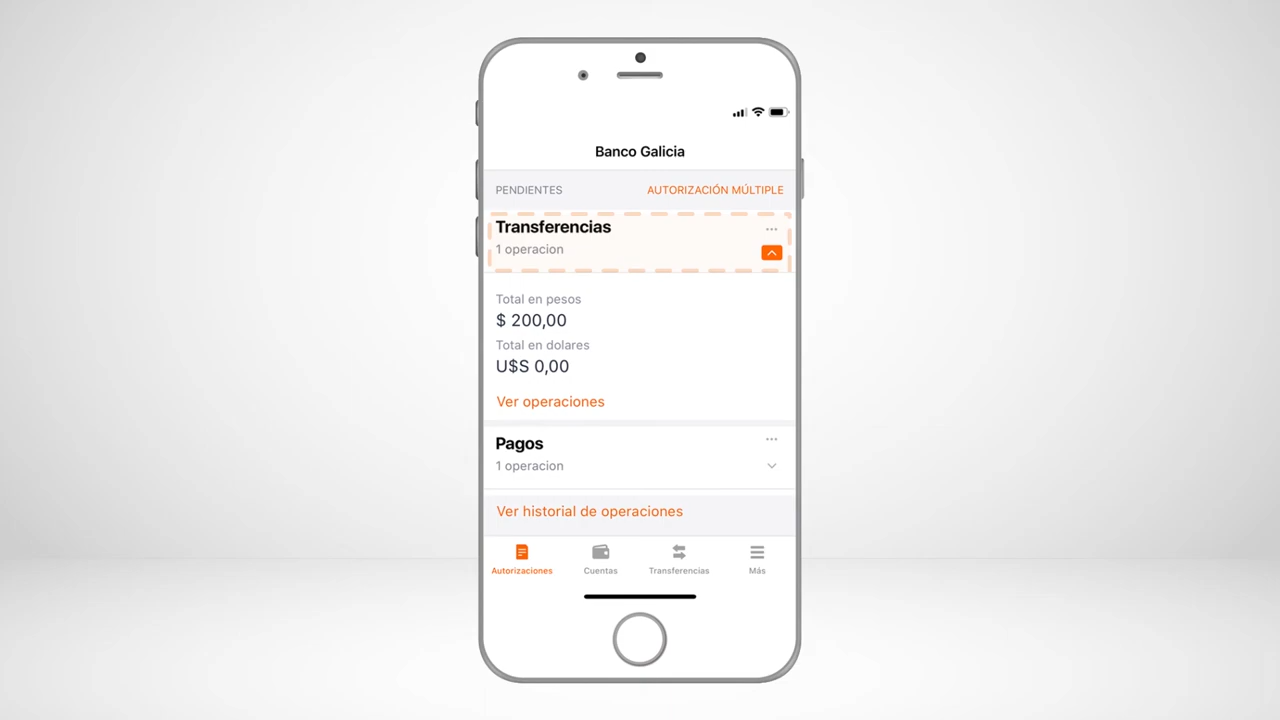 Banco Galicia
PENDIENTES AUTORIZACIÓN MÚLTIPLE
Transferencias
1 operacion
Total en pesos
$ 200,00
Total en dolares
U$S 0,00
Ver operaciones
Pagos
1 operacion
Ver historial de operaciones
Autorizaciones Cuentas Transferencias Más